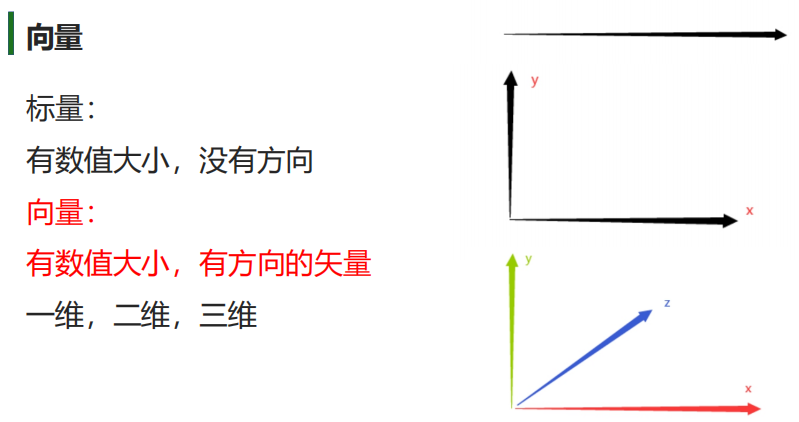 向量
标量：
有数值大小，没有方向
向量：
有数值大小，有方向的矢量
一维，二维，三维
y
x
y
z
x